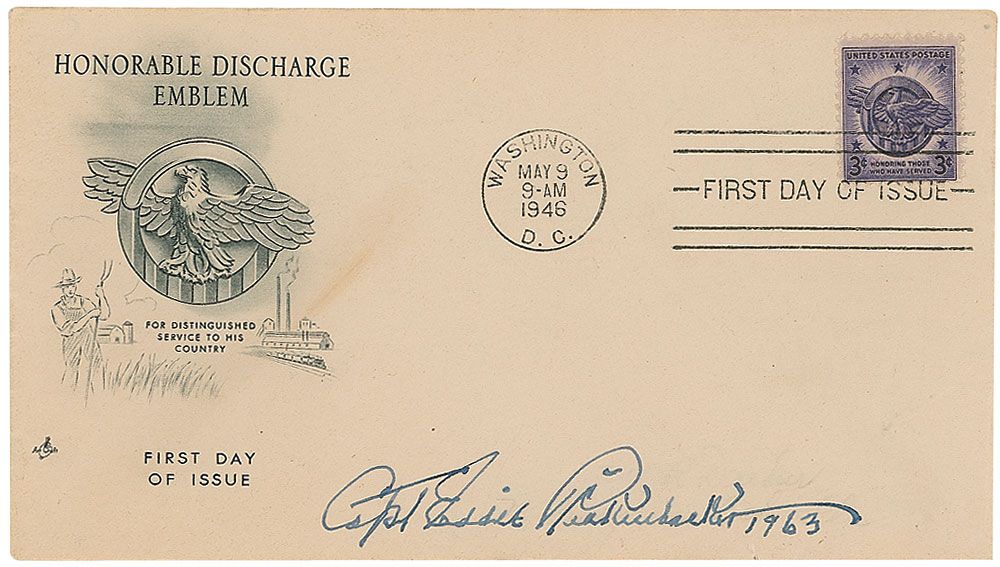 HONORABLE DISCHARGE
EMBLEM
UNITED STATES POSTAGE
3¢ HONORING THOSE 3¢
WHO HAVE SERVED
WASHINGTON
MAY 9
9-AM
1946
D. C.
FIRST DAY OF ISSUE
FOR DISTINGUISHED
SERVICE TO HIS
COUNTRY
FIRST DAY
OF ISSUE
Capt Eddie Rickenbacker 1963